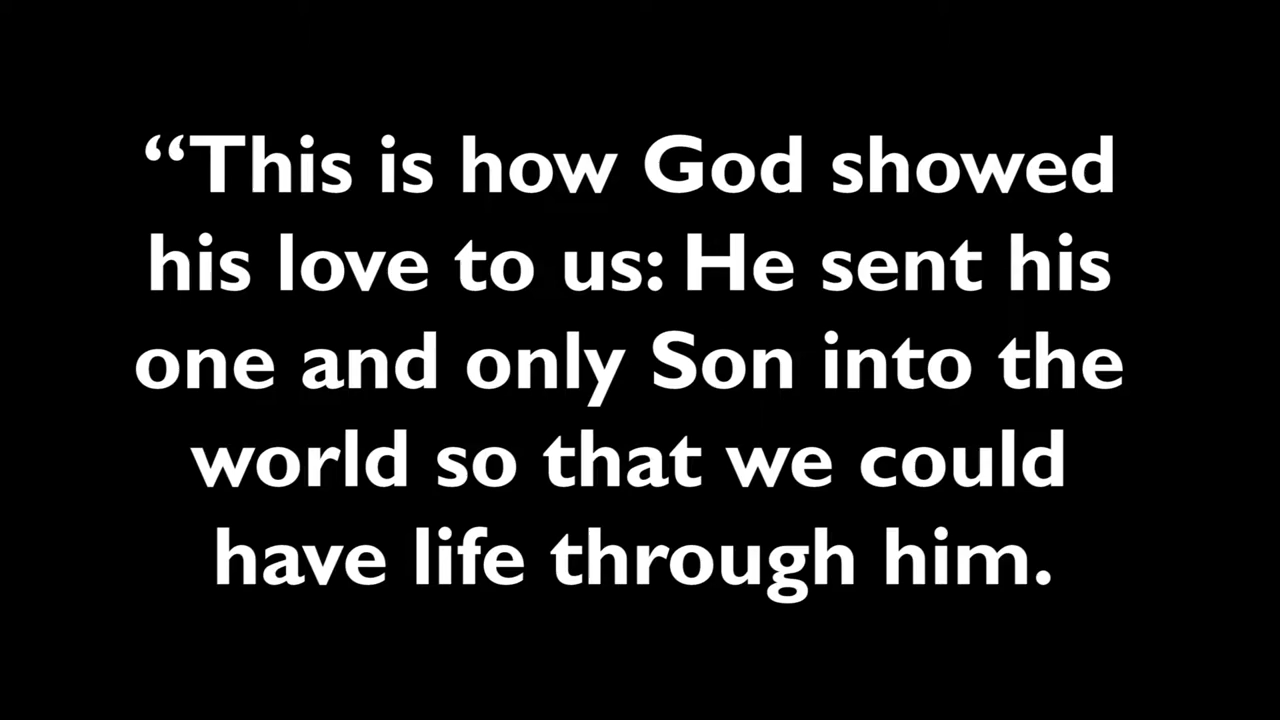 “This is how God showed
his love to us: He sent his
one and only Son into the
world so that we could
have life through him.